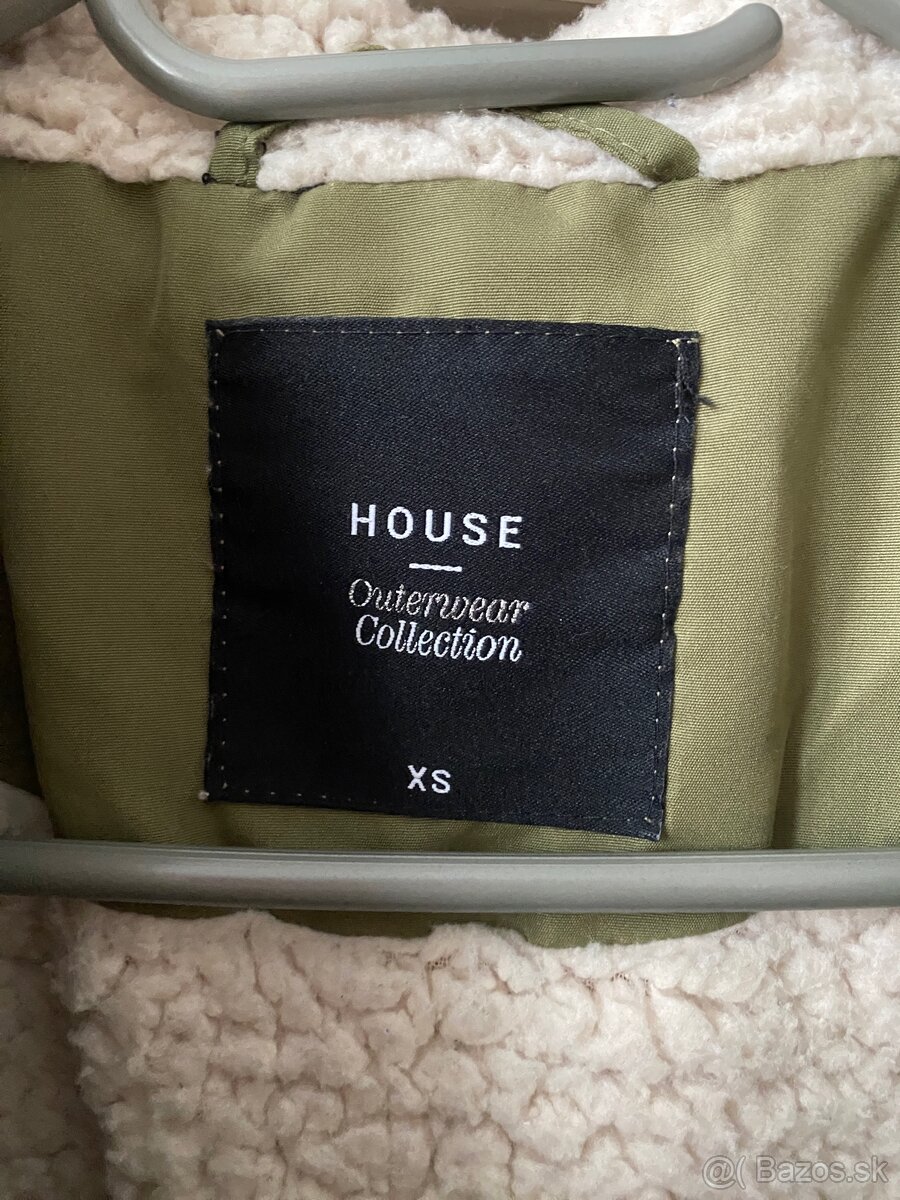 HOUSE
Outerwear
Collection
XS
@( Bazos.sk